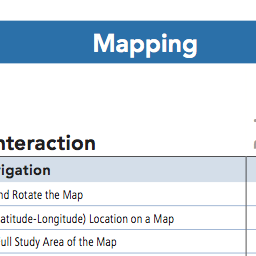 Mapping
nteraction
igation
nd Rotate the Map
atitude-Longitude) Location on a Map
ull Study Area of the Map